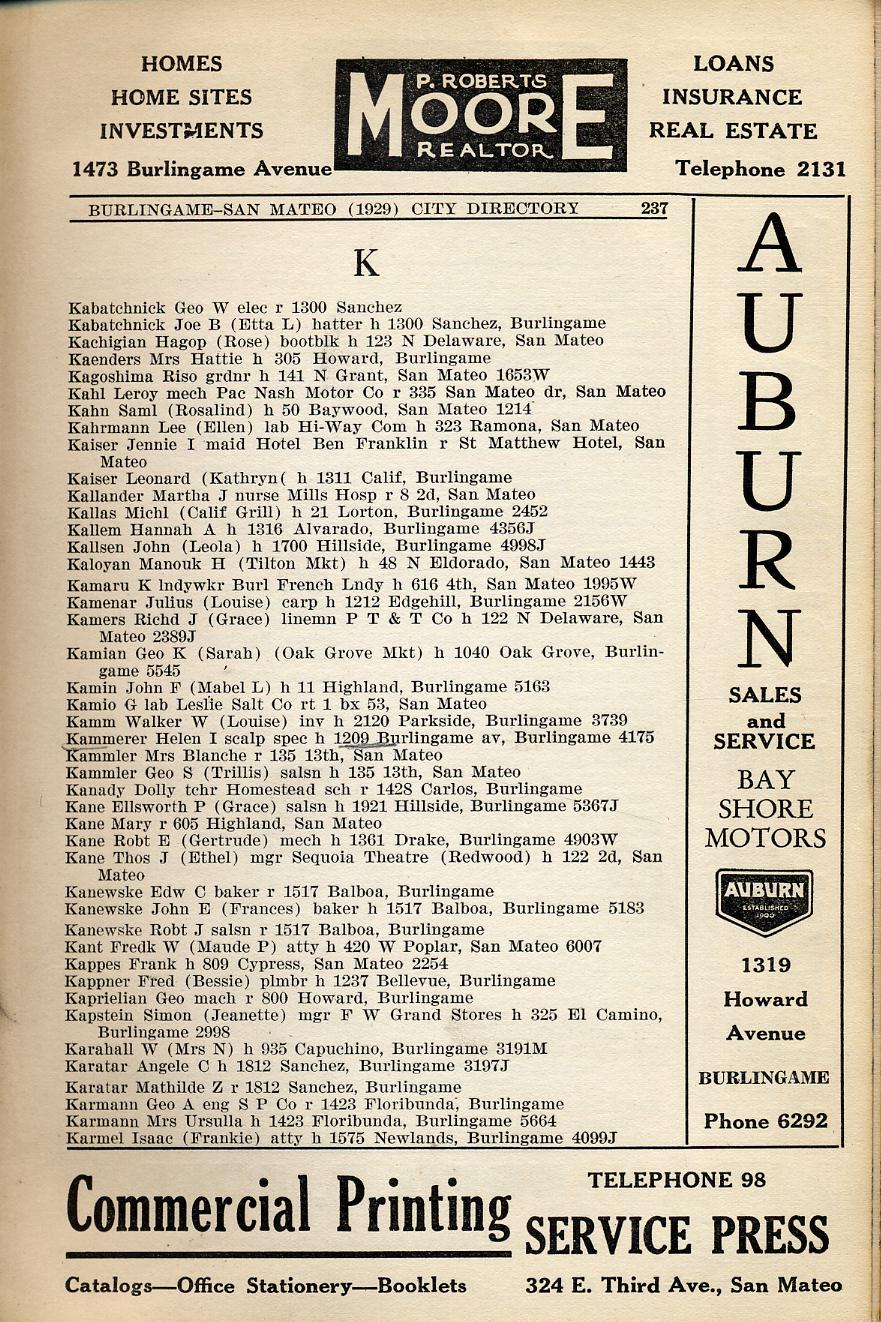 HOMES
HOME SITES
INVESTMENTS
1473 Burlingame Avenue
P. ROBERTS
MOORE
REALTOR
LOANS
INSURANCE
REAL ESTATE
Telephone 2131
BURLINGAME–SAN MATEO (1929) CITY DIRECTORY 237
K
Kabatchnick Geo W elec r 1300 Sanchez
Kabatchnick Joe B (Etta L) hatter h 1300 Sanchez, Burlingame
Kachigian Hagop (Rose) bootblk h 123 N Delaware, San Mateo
Kaenders Mrs Hattie h 305 Howard, Burlingame
Kagoshima Riso grdnr h 141 N Grant, San Mateo 1653W
Kahl Leroy mech Pac Nash Motor Co r 335 San Mateo dr, San Mateo
Kahn Saml (Rosalind) h 50 Baywood, San Mateo 1214
Kahrmann Lee (Ellen) lab Hi-Way Com h 323 Ramona, San Mateo
Kaiser Jennie I maid Hotel Ben Franklin r St Matthew Hotel, San
Mateo
Kaiser Leonard (Kathryn( h 1311 Calif, Burlingame
Kallander Martha J nurse Mills Hosp r 8 2d, San Mateo
Kallas Michl (Calif Grill) h 21 Lorton, Burlingame 2452
Kallem Hannah A h 1316 Alvarado, Burlingame 4356J
Kallsen John (Leola) h 1700 Hillside, Burlingame 4998J
Kaloyan Manouk H (Tilton Mkt) h 48 N Eldorado, San Mateo 1443
Kamaru K lndywkr Burl French Lndy h 616 4th, San Mateo 1995W
Kamenar Julius (Louise) carp h 1212 Edgehill, Burlingame 2156W
Kamers Richd J (Grace) linemn P T & T Co h 122 N Delaware, San
Mateo 2389J
Kamian Geo K (Sarah) (Oak Grove Mkt) h 1040 Oak Grove, Burlin-
game 5545
Kamin John F (Mabel L) h 11 Highland, Burlingame 5163
Kamio G lab Leslie Salt Co rt 1 bx 53, San Mateo
Kamm Walker W (Louise) inv h 2120 Parkside, Burlingame 3739
Kammerer Helen I scalp spec h 1209 Burlingame av, Burlingame 4175
Kammler Mrs Blanche r 135 13th, San Mateo
Kammler Geo S (Trillis) salsn h 135 13th, San Mateo
Kanady Dolly tchr Homestead sch r 1428 Carlos, Burlingame
Kane Ellsworth P (Grace) salsn h 1921 Hillside, Burlingame 5367J
Kane Mary r 605 Highland, San Mateo
Kane Robt E (Gertrude) mech h 1361 Drake, Burlingame 4903W
Kane Thos J (Ethel) mgr Sequoia Theatre (Redwood) h 122 2d, San
Mateo
Kanewske Edw C baker r 1517 Balboa, Burlingame
Kanewske John E (Frances) baker h 1517 Balboa, Burlingame 5183
Kanewske Robt J salsn r 1517 Balboa, Burlingame
Kant Fredk W (Maude P) atty h 420 W Poplar, San Mateo 6007
Kappes Frank h 809 Cypress, San Mateo 2254
Kappner Fred (Bessie) plmbr h 1237 Bellevue, Burlingame
Kaprielian Geo mach r 800 Howard, Burlingame
Kapstein Simon (Jeanette) mgr F W Grand Stores h 325 El Camino,
Burlingame 2998
Karahall W (Mrs N) h 935 Capuchino, Burlingame 3191M
Karatar Angele C h 1812 Sanchez, Burlingame 3197J
Karatar Mathilde Z r 1812 Sanchez, Burlingame
Karmann Geo A eng S P Co r 1423 Floribunda, Burlingame
Karmann Mrs Ursulla h 1423 Floribunda, Burlingame 5664
Karmel Isaac (Frankie) atty h 1575 Newlands, Burlingame 4099J
AUBURN
SALES
and
SERVICE
BAY
SHORE
MOTORS
AUBURN
ESTABLISHED
1900
1319
Howard
Avenue
BURLINGAME
Phone 6292
Commercial Printing
Catalogs—Office Stationery—Booklets
TELEPHONE 98
SERVICE PRESS
324 E. Third Ave., San Mateo